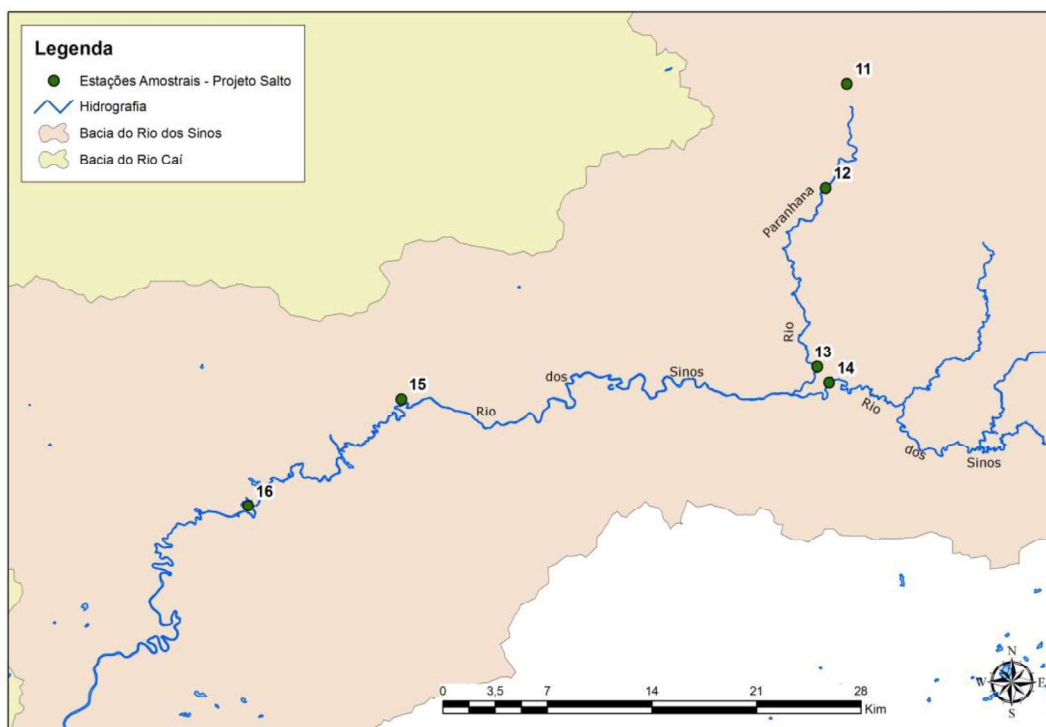 Legenda
Estações Amostrais - Projeto Salto
Hidrografia
Bacia do Rio dos Sinos
Bacia do Rio Caí
11
12
Paranhana
Rio
13
14
dos
Sinos
15
Rio
Rio
dos
Sinos
16
N
W
E
S
0 3,5 7 14 21 28
Km